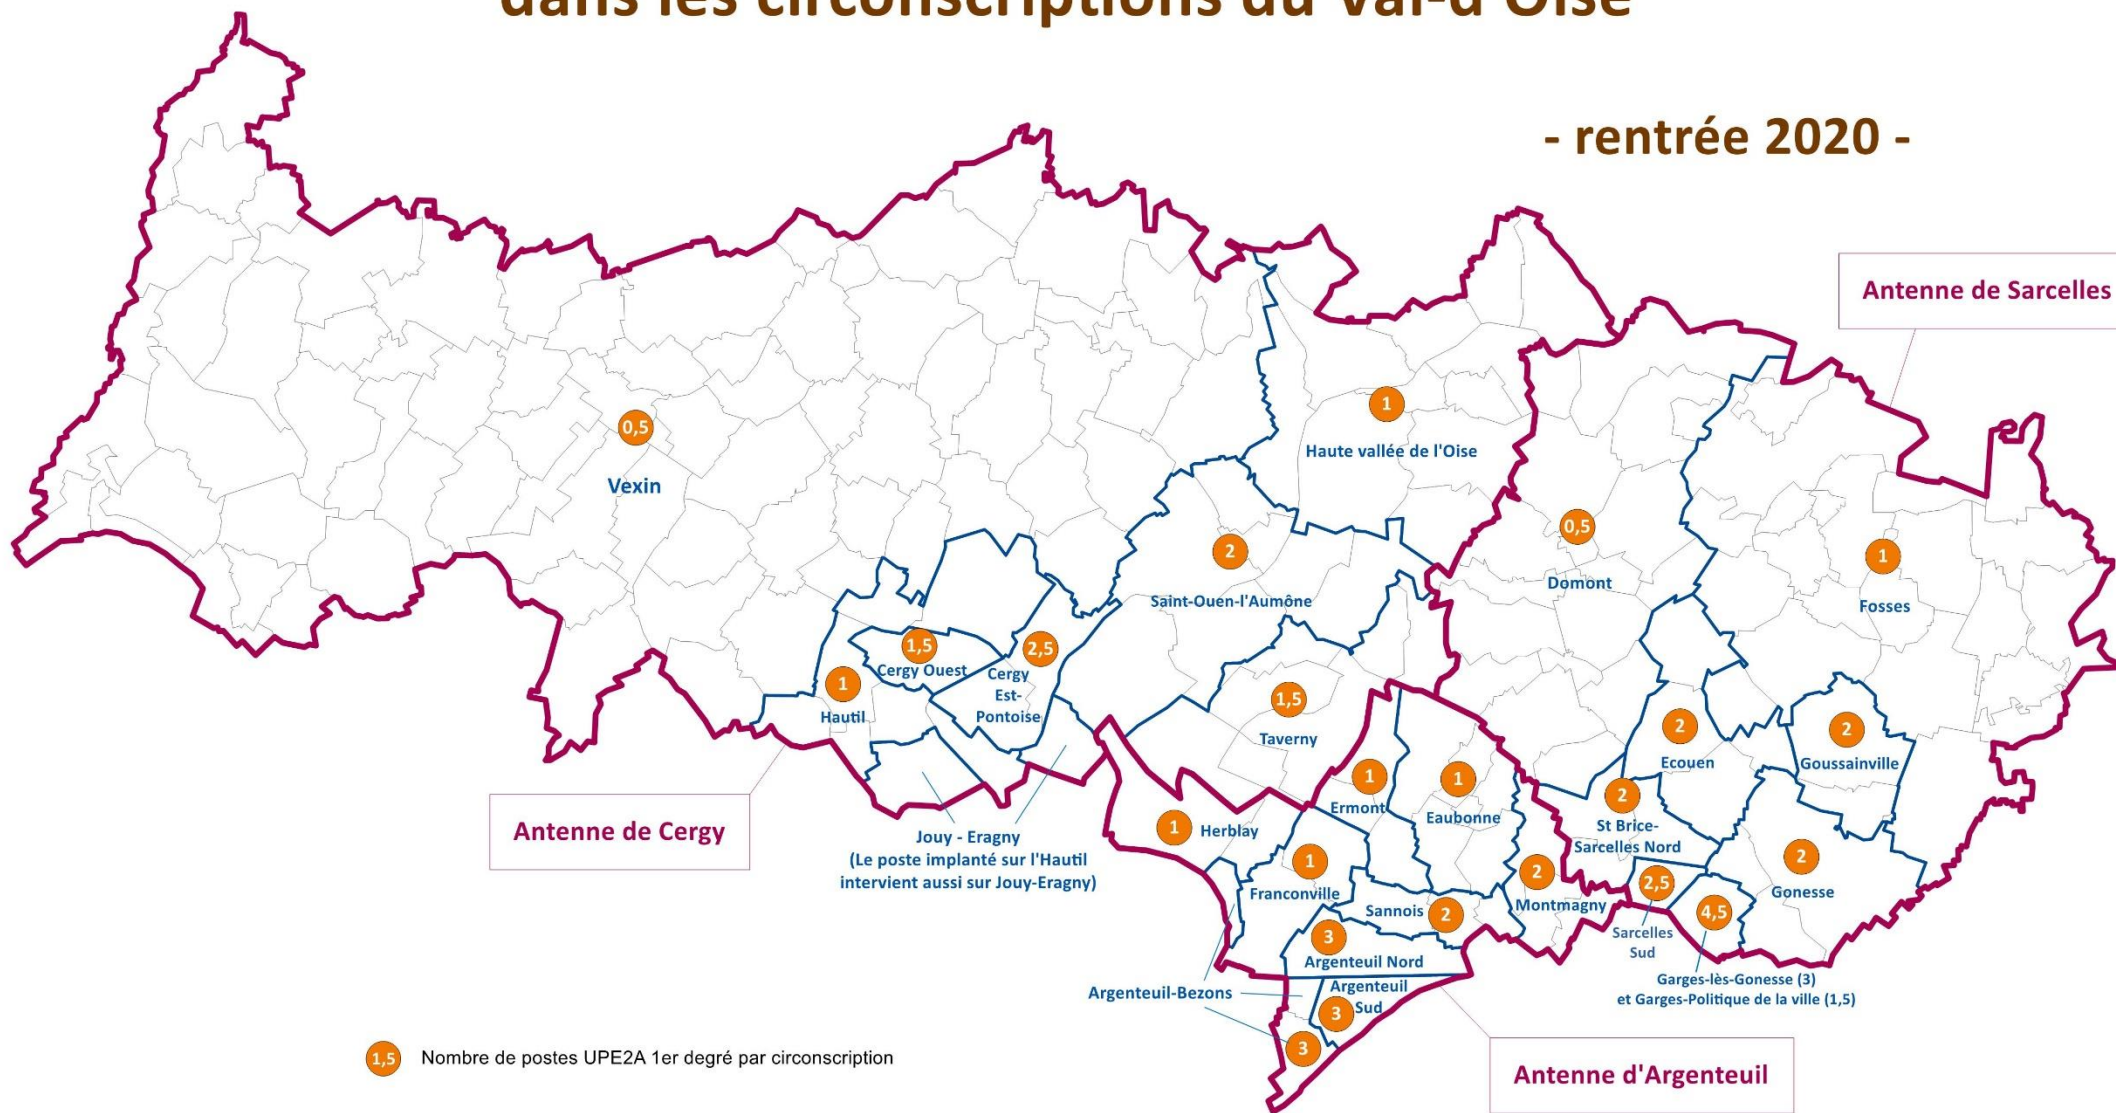 dans les circonscriptions du Val-d'Oise
- rentrée 2020 -
Antenne de Sarcelles
1
Haute vallée de l'Oise
0,5
Vexin
0,5
Domont
2
Saint-Ouen-l'Aumône
1
Fosses
1,5
Cergy Ouest
2,5
Cergy
Est-
Pontoise
1
Hautil
1,5
Taverny
2
Ecouen
2
Goussainville
1
Ermont
1
Eaubonne
2
St Brice-
Sarcelles Nord
Antenne de Cergy
Jouy - Eragny
(Le poste implanté sur l'Hautil
intervient aussi sur Jouy-Eragny)
1
Herblay
1
Franconville
2
Montmagny
2,5
Sarcelles
Sud
2
Gonesse
4,5
Garges-lès-Gonesse (3)
et Garges-Politique de la ville (1,5)
Sannois
2
3
Argenteuil Nord
Argenteuil-Bezons
Argenteuil
Sud
3
3
1,5
Nombre de postes UPE2A 1er degré par circonscription
Antenne d'Argenteuil